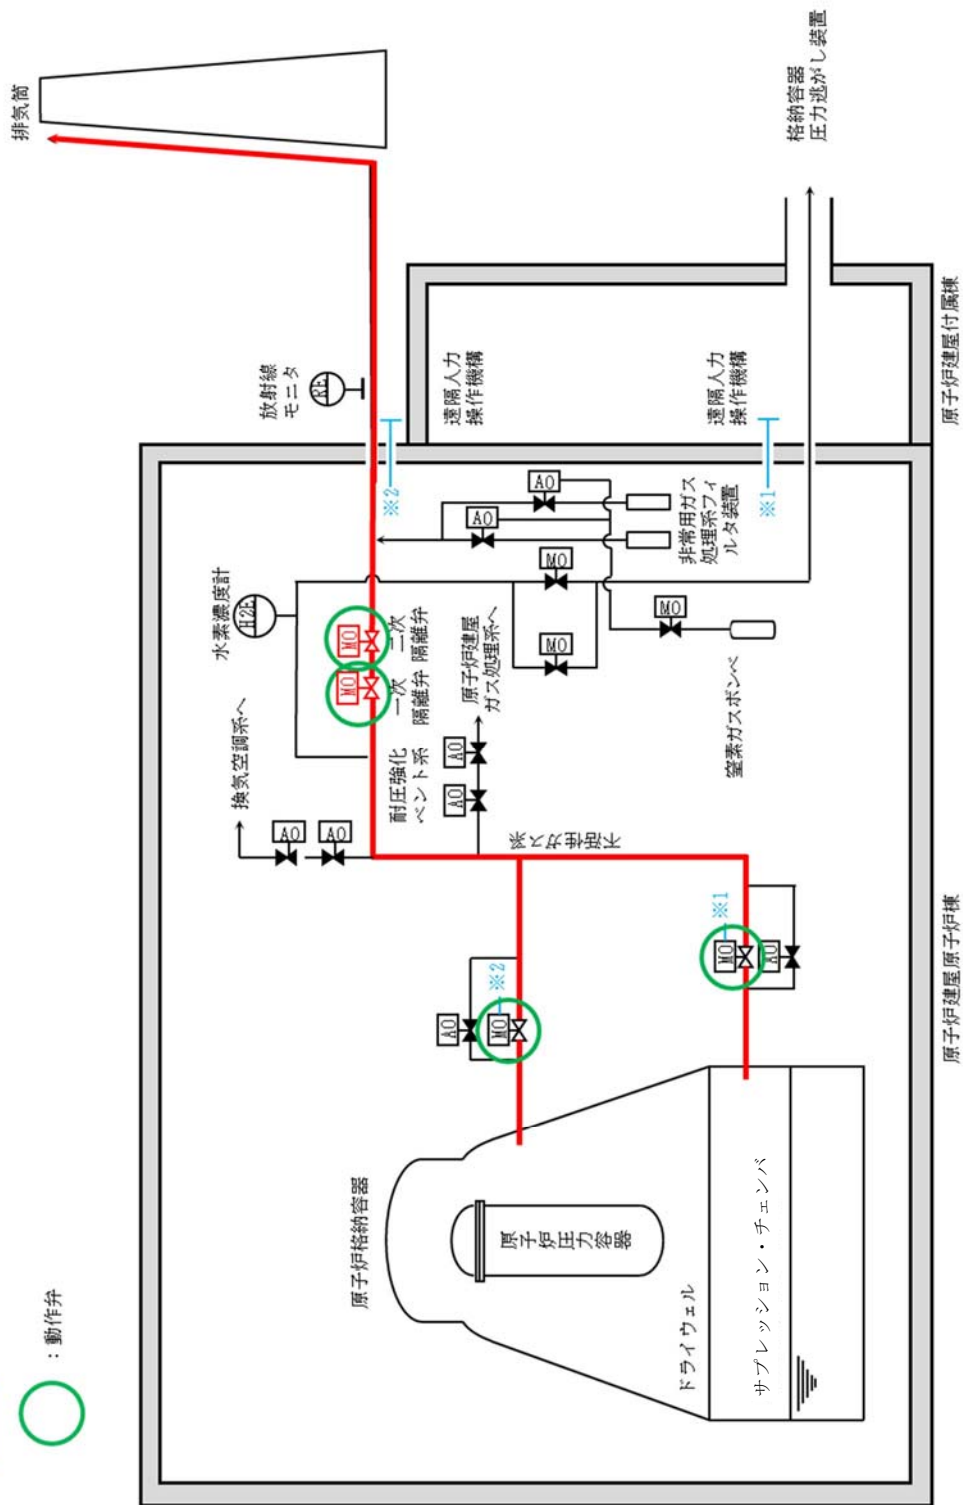 ：動作弁
排気筒
格納容器
圧力逃がし装置
放射線
モニタ
RE
遠隔人力
操作機構
遠隔人力
操作機構
原子炉建屋付属棟
※2
※1
水素濃度計
H2E
MO
MO
一次
隔離弁
二次
隔離弁
AO
AO
非常用ガス
処理系フィ
ルタ装置
MO
MO
MO
窒素ガスボンベ
換気空調系へ
AO
AO
耐圧強化
ベント系
原子炉建屋
ガス処理系へ
AO
AO
不活性ガス系
AO
MO
※2
MO
※1
AO
原子炉格納容器
原子炉圧力容器
ドライウェル
サプレッション・チェンバ
原子炉建屋原子炉棟